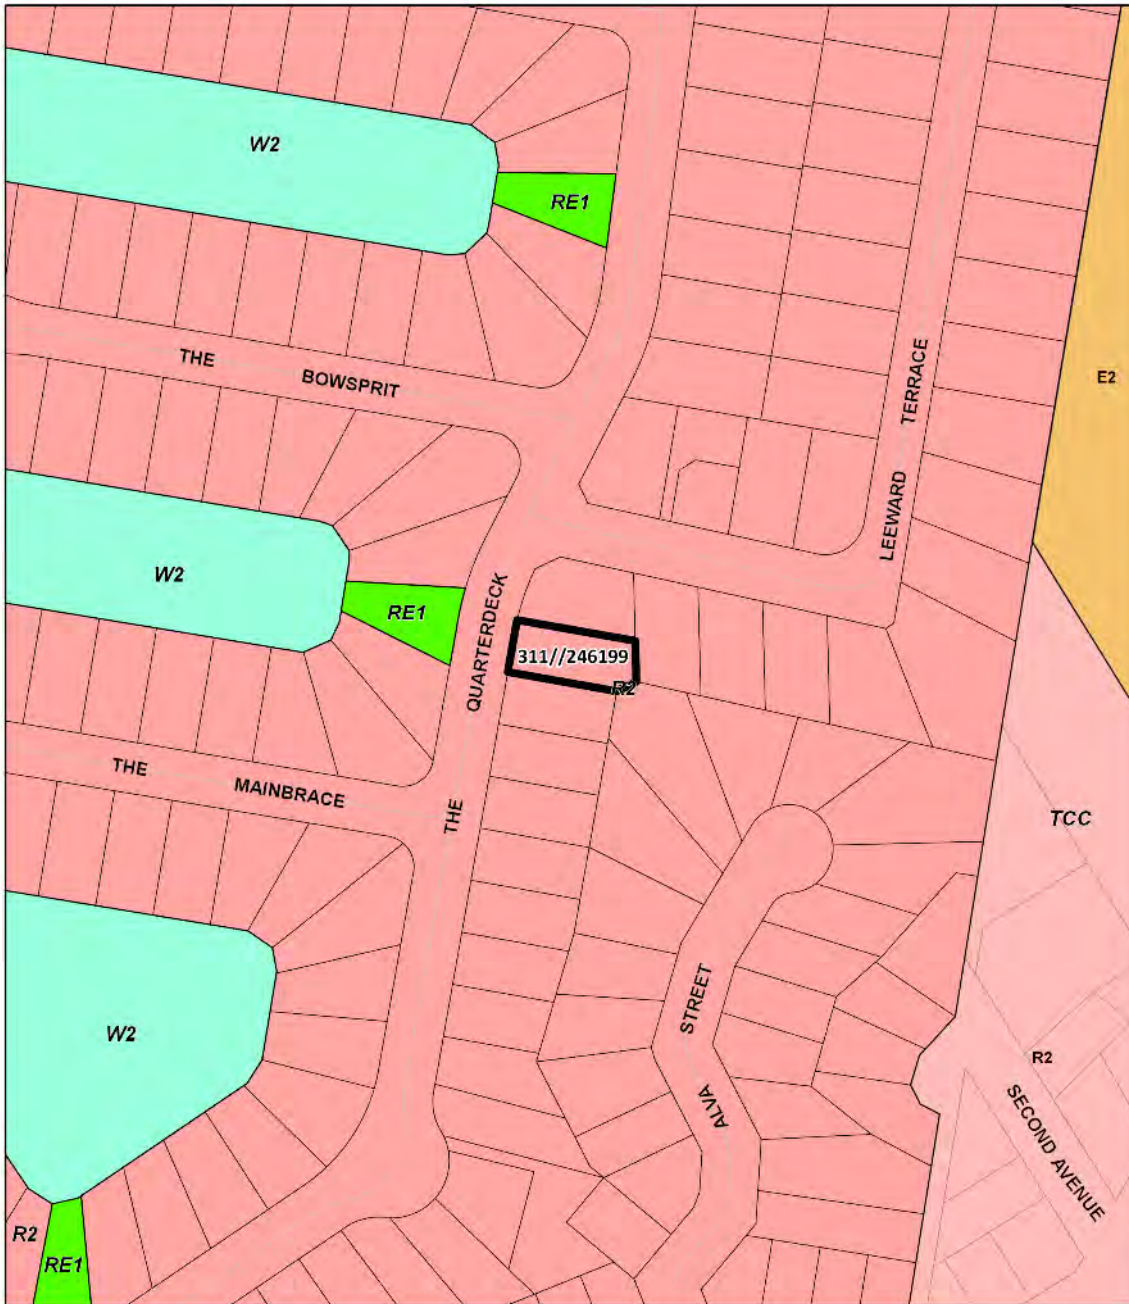 W2
RE1
THE BOWSPRIT
LEEWARD TERRACE
E2
W2
RE1
THE QUARTERDECK
311//246199
R2
THE MAINBRACE
TCC
W2
ALVA STREET
R2
SECOND AVENUE
R2
RE1